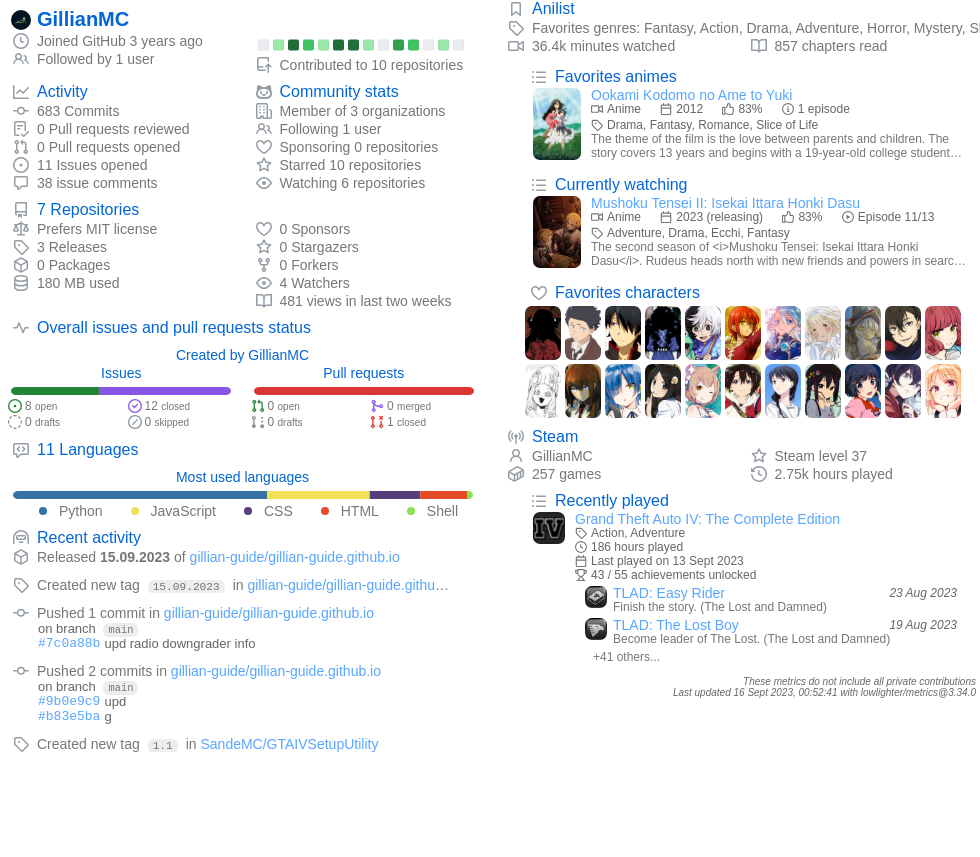 GillianMC
Joined GitHub 3 years ago
Followed by 1 user
Contributed to 10 repositories
Activity
683 Commits
0 Pull requests reviewed
0 Pull requests opened
11 Issues opened
38 issue comments
Community stats
Member of 3 organizations
Following 1 user
Sponsoring 0 repositories
Starred 10 repositories
Watching 6 repositories
7 Repositories
Prefers MIT license
3 Releases
0 Packages
180 MB used
0 Sponsors
0 Stargazers
0 Forkers
4 Watchers
481 views in last two weeks
Overall issues and pull requests status
Created by GillianMC
Issues
8 open
12 closed
0 drafts
0 skipped
Pull requests
0 open
0 merged
0 drafts
1 closed
11 Languages
Most used languages
Python JavaScript CSS HTML Shell
Recent activity
Released 15.09.2023 of gillian-guide/gillian-guide.github.io
Created new tag 15.09.2023 in gillian-guide/gillian-guide.githu…
Pushed 1 commit in gillian-guide/gillian-guide.github.io
on branch main
#7c0a88b upd radio downgrader info
Pushed 2 commits in gillian-guide/gillian-guide.github.io
on branch main
#9b0e9c9 upd
#b83e5ba g
Created new tag 1.1 in SandeMC/GTAIVSetupUtility
Anilist
Favorites genres: Fantasy, Action, Drama, Adventure, Horror, Mystery, Sl
36.4k minutes watched
857 chapters read
Favorites animes
Ookami Kodomo no Ame to Yuki
Anime 2012 83% 1 episode
Drama, Fantasy, Romance, Slice of Life
The theme of the film is the love between parents and children. The
story covers 13 years and begins with a 19-year-old college student…
Currently watching
Mushoku Tensei II: Isekai Ittara Honki Dasu
Anime 2023 (releasing) 83% Episode 11/13
Adventure, Drama, Ecchi, Fantasy
The second season of <i>Mushoku Tensei: Isekai Ittara Honki
Dasu</i>. Rudeus heads north with new friends and powers in searc…
Favorites characters
Steam
GillianMC
257 games
Steam level 37
2.75k hours played
Recently played
IV
Grand Theft Auto IV: The Complete Edition
Action, Adventure
186 hours played
Last played on 13 Sept 2023
43 / 55 achievements unlocked
TLAD: Easy Rider 23 Aug 2023
Finish the story. (The Lost and Damned)
TLAD: The Lost Boy 19 Aug 2023
Become leader of The Lost. (The Lost and Damned)
+41 others...
These metrics do not include all private contributions
Last updated 16 Sept 2023, 00:52:41 with lowlighter/metrics@3.34.0